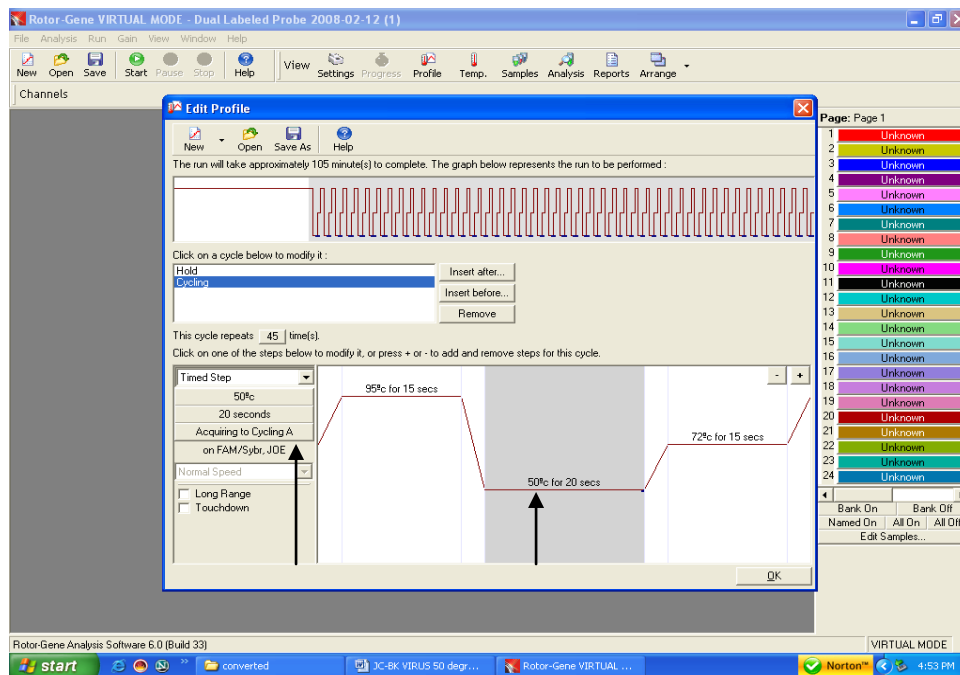 Rotor-Gene VIRTUAL MODE - Dual Labeled Probe 2008-02-12 (1)
File Analysis Run Gain View Window Help
New Open Save Start Pause Stop Help View Settings Progress Profile Temp. Samples Analysis Reports Arrange
Channels
Edit Profile
New Open Save As Help
The run will take approximately 105 minute(s) to complete. The graph below represents the run to be performed :
Click on a cycle below to modify it :
Hold
Cycling
Insert after...
Insert before...
Remove
This cycle repeats 45 time(s).
Click on one of the steps below to modify it, or press + or - to add and remove steps for this cycle.
Timed Step
50ºc
20 seconds
Acquiring to Cycling A
on FAM/Sybr, JOE
Normal Speed
Long Range
Touchdown
- +
95ºc for 15 secs
72ºc for 15 secs
50ºc for 20 secs
OK
Page: Page 1
1 Unknown
2 Unknown
3 Unknown
4 Unknown
5 Unknown
6 Unknown
7 Unknown
8 Unknown
9 Unknown
10 Unknown
11 Unknown
12 Unknown
13 Unknown
14 Unknown
15 Unknown
16 Unknown
17 Unknown
18 Unknown
19 Unknown
20 Unknown
21 Unknown
22 Unknown
23 Unknown
24 Unknown
Bank On Bank Off
Named On All On All Off
Edit Samples...
Rotor-Gene Analysis Software 6.0 (Build 33)
VIRTUAL MODE
start converted JC-BK VIRUS 50 degr... Rotor-Gene VIRTUAL ... Norton™ 4:53 PM